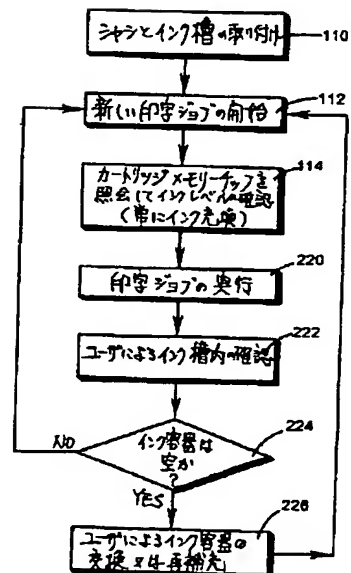 シャシとインク槽の取り付け
110
新しい印字ジョブの開始
112
カートリッジメモリーチップを
照会してインクレベルの確認
(常にインク充填)
114
印字ジョブの実行
220
ユーザによるインク槽内の確認
222
インク容器は
空か
?
224
NO
YES
ユーザによるインク容器の
交換又は再補充
226